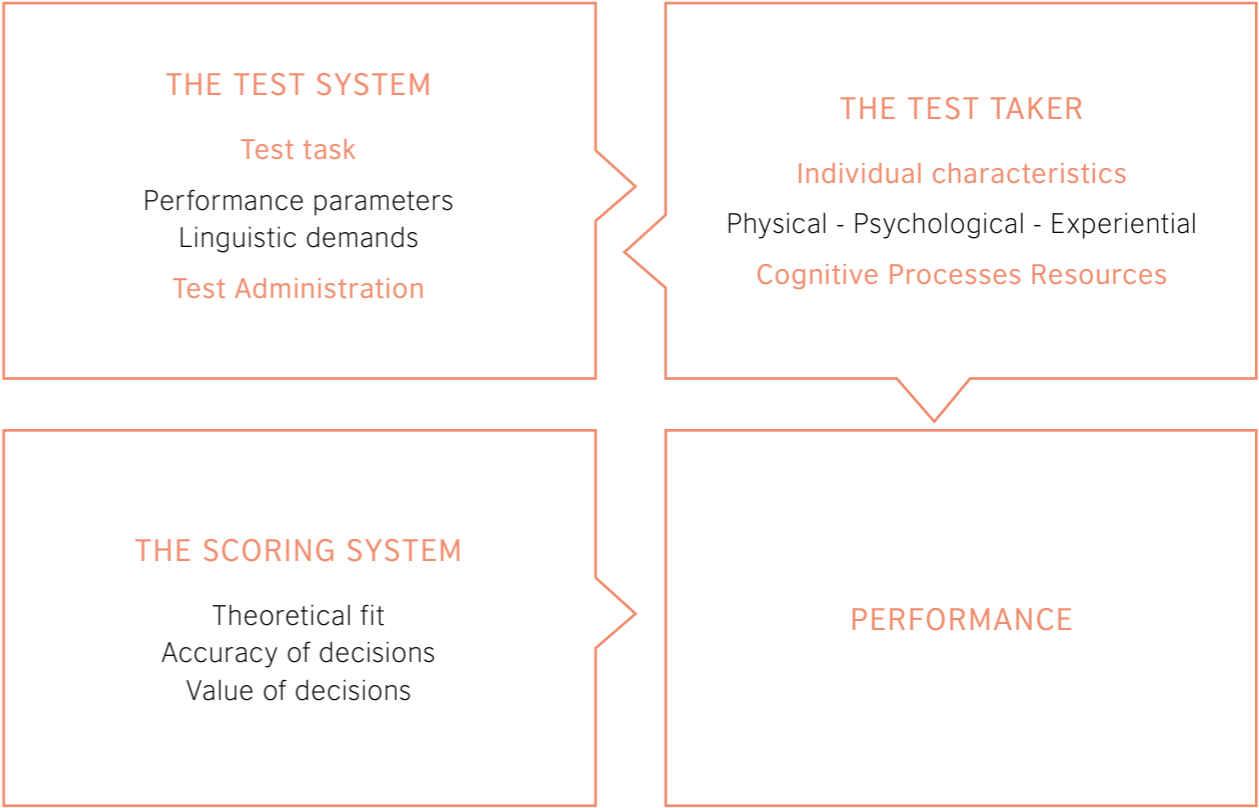 THE TEST SYSTEM
Test task
Performance parameters
Linguistic demands
Test Administration
THE TEST TAKER
Individual characteristics
Physical - Psychological - Experiential
Cognitive Processes Resources
THE SCORING SYSTEM
Theoretical fit
Accuracy of decisions
Value of decisions
PERFORMANCE